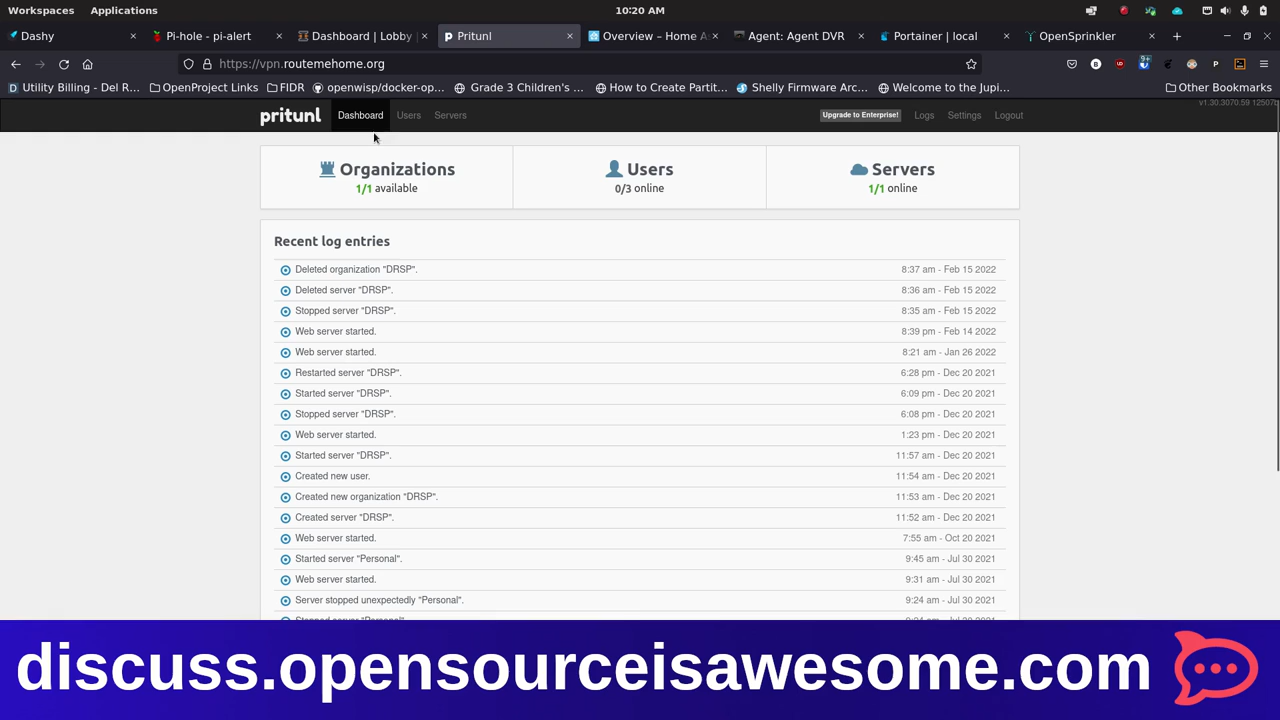 Workspaces Applications 10:20 AM
Dashy Pi-hole - pi-alert Dashboard | Lobby Pritunl Overview – Home A Agent: Agent DVR Portainer | local OpenSprinkler
https://vpn.routemehome.org
Utility Billing - Del R... OpenProject Links FIDR openwisp/docker-op... Grade 3 Children's ... How to Create Partit... Shelly Firmware Arc... Welcome to the Jupi... Other Bookmarks
pritunl Dashboard Users Servers Upgrade to Enterprise! Logs Settings Logout
Organizations Users Servers
1/1 available 0/3 online 1/1 online
Recent log entries
Deleted organization "DRSP". 8:37 am - Feb 15 2022
Deleted server "DRSP". 8:36 am - Feb 15 2022
Stopped server "DRSP". 8:35 am - Feb 15 2022
Web server started. 8:39 pm - Feb 14 2022
Web server started. 8:21 am - Jan 26 2022
Restarted server "DRSP". 6:28 pm - Dec 20 2021
Started server "DRSP". 6:09 pm - Dec 20 2021
Stopped server "DRSP". 6:08 pm - Dec 20 2021
Web server started. 1:23 pm - Dec 20 2021
Started server "DRSP". 11:57 am - Dec 20 2021
Created new user. 11:54 am - Dec 20 2021
Created new organization "DRSP". 11:53 am - Dec 20 2021
Created server "DRSP". 11:52 am - Dec 20 2021
Web server started. 7:55 am - Oct 20 2021
Started server "Personal". 9:45 am - Jul 30 2021
Web server started. 9:31 am - Jul 30 2021
Server stopped unexpectedly "Personal". 9:24 am - Jul 30 2021
discuss.opensourceisawesome.com